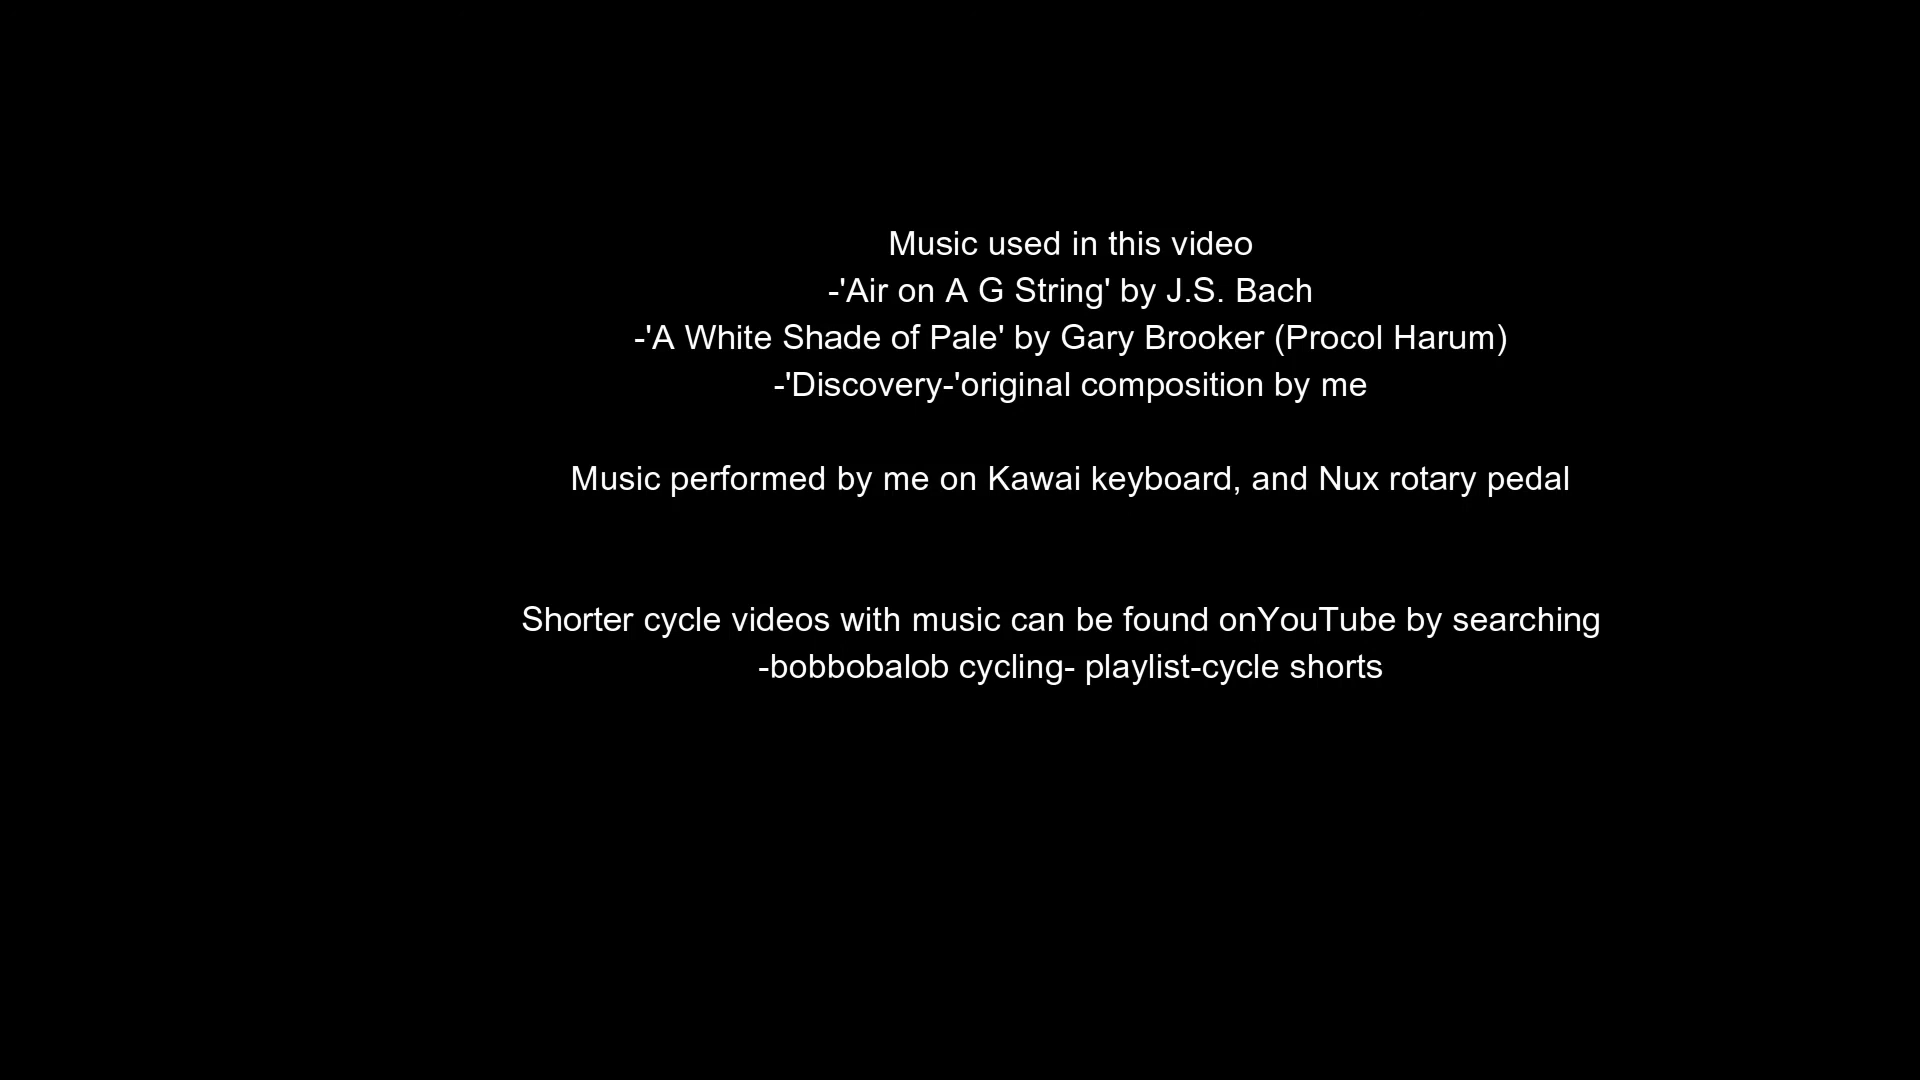 Music used in this video
-'Air on A G String' by J.S. Bach
-'A White Shade of Pale' by Gary Brooker (Procol Harum)
-'Discovery-'original composition by me
Music performed by me on Kawai keyboard, and Nux rotary pedal
Shorter cycle videos with music can be found onYouTube by searching
-bobbobalob cycling- playlist-cycle shorts